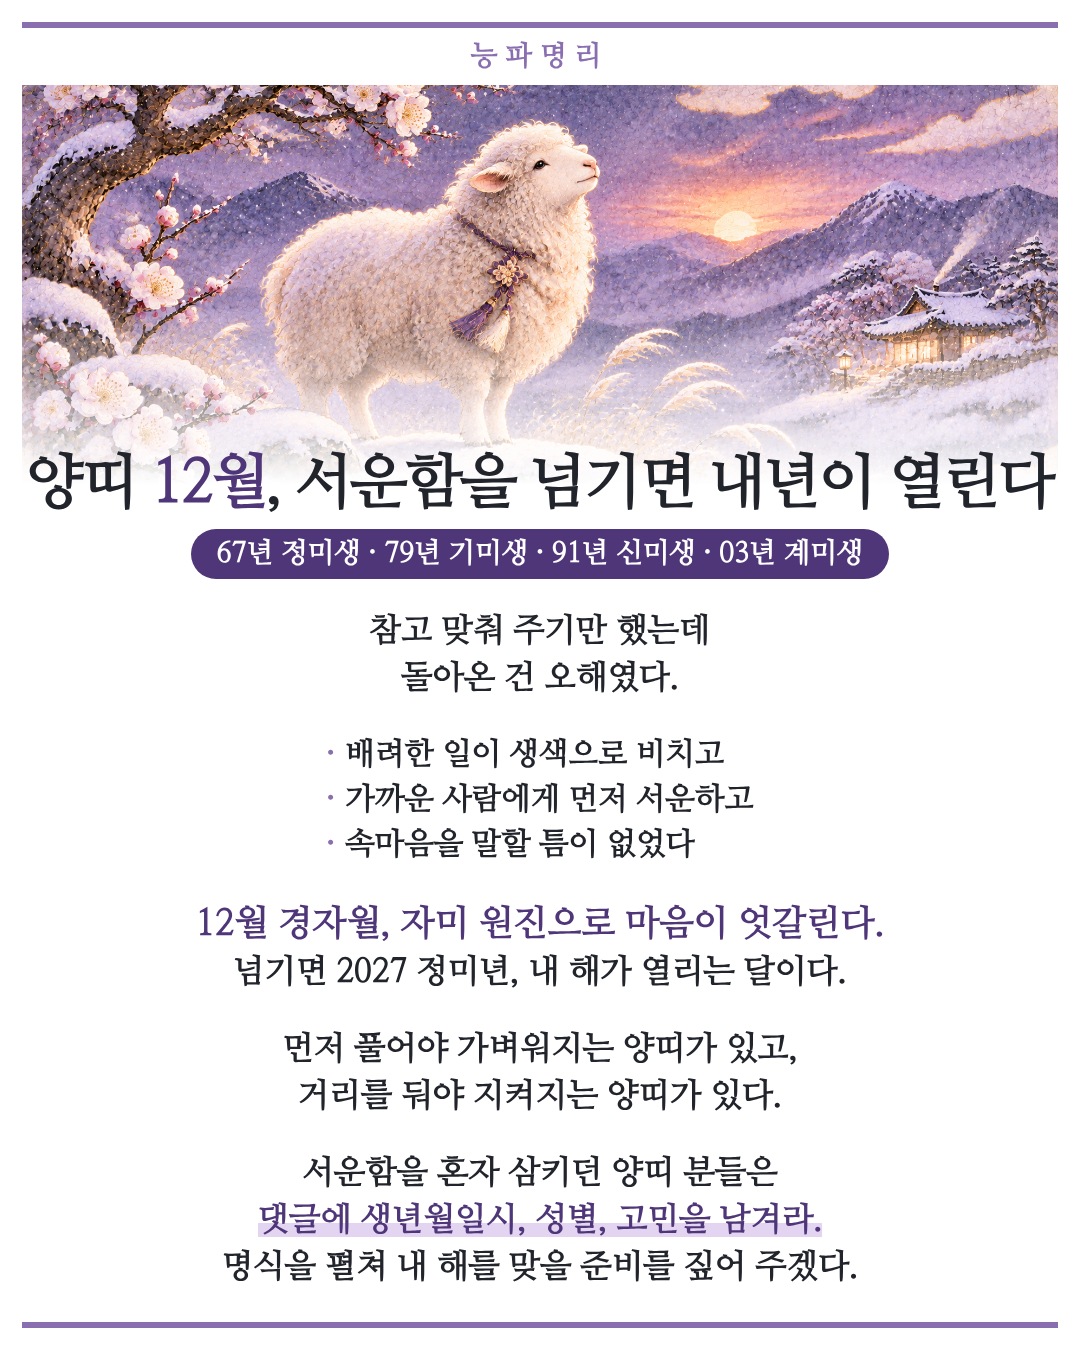 능파명리
양띠 12월, 서운함을 넘기면 내년이 열린다
67년 정미생 · 79년 기미생 · 91년 신미생 · 03년 계미생
참고 맞춰 주기만 했는데
돌아온 건 오해였다.
· 배려한 일이 생색으로 비치고
· 가까운 사람에게 먼저 서운하고
· 속마음을 말할 틈이 없었다
12월 경자월, 자미 원진으로 마음이 엇갈린다.
넘기면 2027 정미년, 내 해가 열리는 달이다.
먼저 풀어야 가벼워지는 양띠가 있고,
거리를 둬야 지켜지는 양띠가 있다.
서운함을 혼자 삼키던 양띠 분들은
댓글에 생년월일시, 성별, 고민을 남겨라.
명식을 펼쳐 내 해를 맞을 준비를 짚어 주겠다.